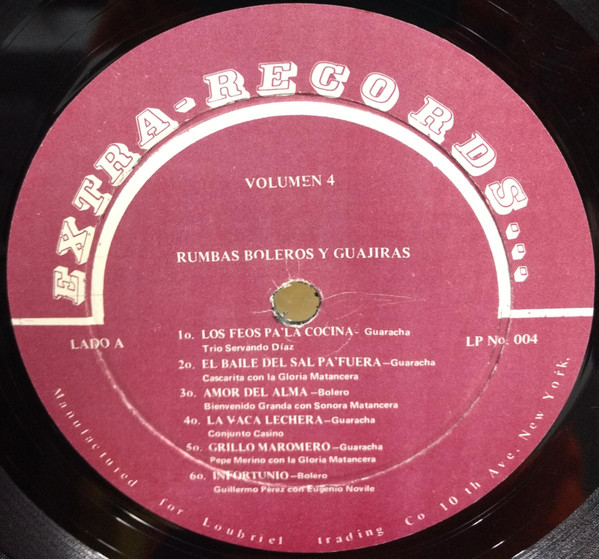 EXTRA-RECORDS...
VOLUMEN 4
RUMBAS BOLEROS Y GUAJIRAS
LADO A
LP No. 004
1o. LOS FEOS PA'LA COCINA- Guaracha
Trio Servando Díaz
2o. EL BAILE DEL SAL PA'FUERA-Guaracha
Cascarita con la Gloria Matancera
3o. AMOR DEL ALMA-Bolero
Bienvenido Granda con Sonora Matancera
4o. LA VACA LECHERA-Guaracha
Conjunto Casino
5o. GRILLO MAROMERO-Guaracha
Pepe Merino con la Gloria Matancera
6o. INFORTUNIO-Bolero
Guillermo Pérez con Eugenio Novile
Manufactured for Loubriel trading Co 10 th Ave. New York.